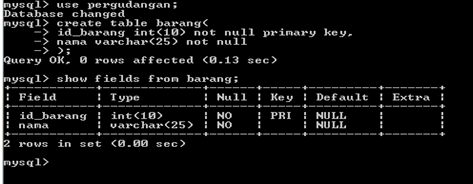 mysql> use pergudangan;
Database changed
mysql> create table barang(
    -> id_barang int(10) not null primary key,
    -> nama varchar(25) not null
    -> );
Query OK, 0 rows affected (0.13 sec)
mysql> show fields from barang;
+-----------+-------------+------+-----+---------+-------+
| Field     | Type        | Null | Key | Default | Extra |
+-----------+-------------+------+-----+---------+-------+
| id_barang | int(10)     | NO   | PRI | NULL    |       |
| nama      | varchar(25) | NO   |     | NULL    |       |
+-----------+-------------+------+-----+---------+-------+
2 rows in set (0.00 sec)
mysql>